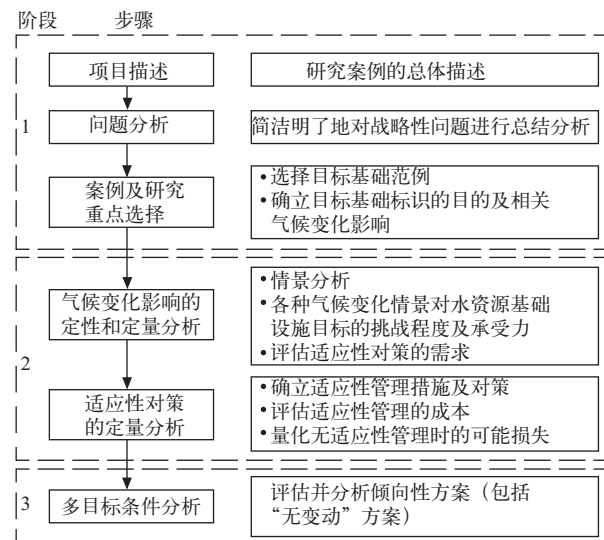 阶段 步骤
项目描述
研究案例的总体描述
1
问题分析
简洁明了地对战略性问题进行总结分析
案例及研究
重点选择
•选择目标基础范例
•确立目标基础标识的目的及相关
气候变化影响
2
气候变化影响的
定性和定量分析
•情景分析
•各种气候变化情景对水资源基础
设施目标的挑战程度及承受力
•评估适应性对策的需求
适应性对策
的定量分析
•确立适应性管理措施及对策
•评估适应性管理的成本
•量化无适应性管理时的可能损失
3
多目标条件分析
评估并分析倾向性方案（包括
“无变动”方案）